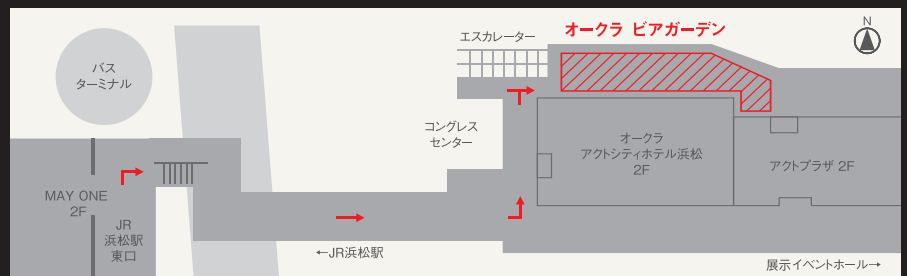 オークラ ビアガーデン
N
エスカレーター
バス
ターミナル
コングレス
センター
オークラ
アクトシティホテル浜松
2F
アクトプラザ 2F
MAY ONE
2F
JR
浜松駅
東口
←JR浜松駅
展示イベントホール→